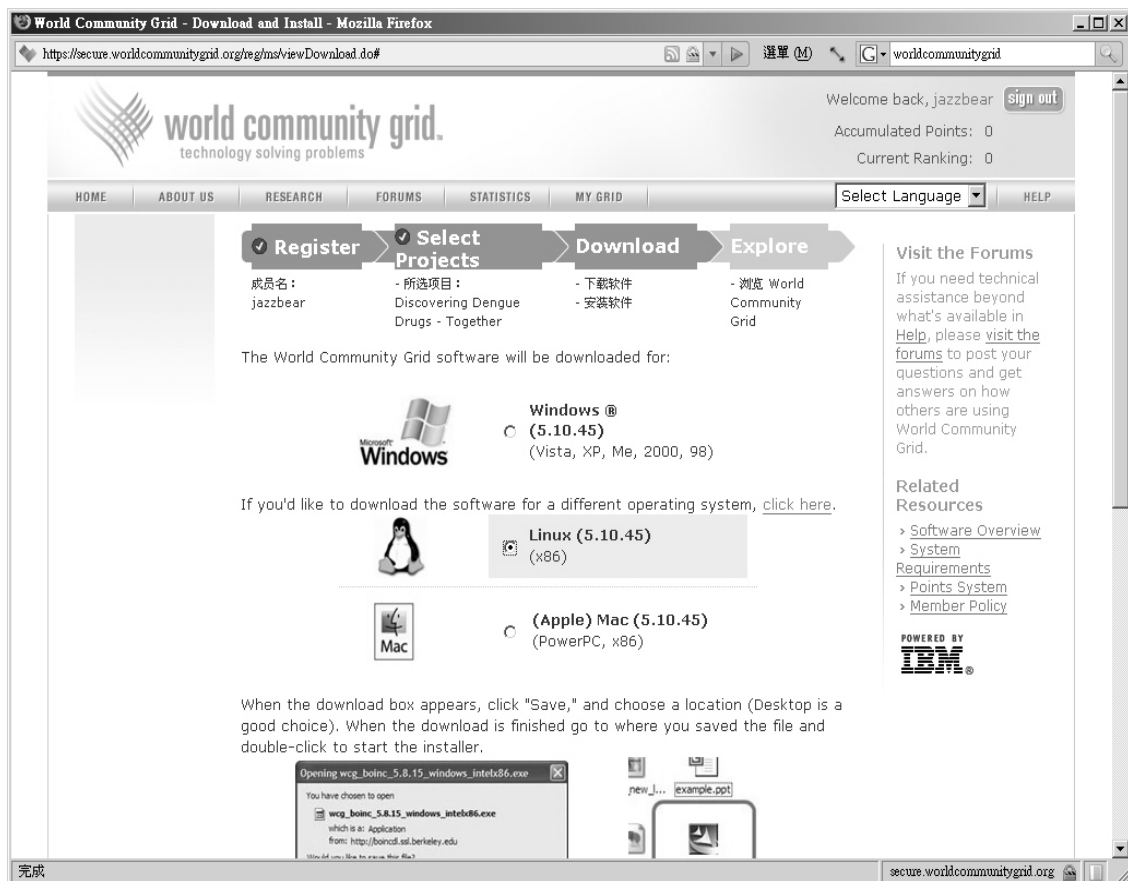 World Community Grid - Download and Install - Mozilla Firefox
https://secure.worldcommunitygrid.org/reg/ms/viewDownload.do#
選單 (M)
G
worldcommunitygrid
world community grid.
technology solving problems
Welcome back, jazzbear
sign out
Accumulated Points: 0
Current Ranking: 0
HOME
ABOUT US
RESEARCH
FORUMS
STATISTICS
MY GRID
Select Language
HELP
Register
Select
Projects
Download
Explore
成员名：
jazzbear
- 所选项目：
Discovering Dengue
Drugs - Together
- 下载软件
- 安装软件
- 浏览 World
Community
Grid
The World Community Grid software will be downloaded for:
Microsoft
Windows
Windows ®
(5.10.45)
(Vista, XP, Me, 2000, 98)
If you'd like to download the software for a different operating system, click here.
Linux (5.10.45)
(x86)
Mac
(Apple) Mac (5.10.45)
(PowerPC, x86)
When the download box appears, click "Save," and choose a location (Desktop is a
good choice). When the download is finished go to where you saved the file and
double-click to start the installer.
Opening wcg_boinc_5.8.15_windows_intelx86.exe
You have chosen to open
wcg_boinc_5.8.15_windows_intelx86.exe
which is a: Application
from: http://boincdl.ssl.berkeley.edu
Would you like to save this file?
_new_l...
example.ppt
Visit the Forums
If you need technical
assistance beyond
what's available in
Help, please visit the
forums to post your
questions and get
answers on how
others are using
World Community
Grid.
Related
Resources
› Software Overview
› System
Requirements
› Points System
› Member Policy
POWERED BY
IBM®
完成
secure.worldcommunitygrid.org